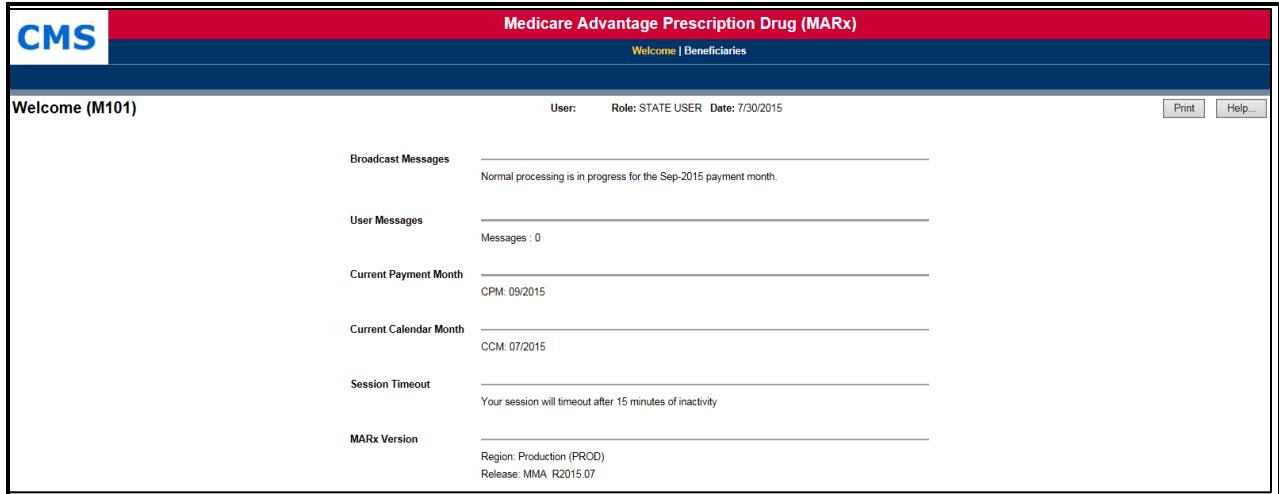 CMS
Medicare Advantage Prescription Drug (MARx)
Welcome | Beneficiaries
Welcome (M101)
User: Role: STATE USER Date: 7/30/2015
Print Help...
Broadcast Messages
Normal processing is in progress for the Sep-2015 payment month.
User Messages
Messages : 0
Current Payment Month
CPM: 09/2015
Current Calendar Month
CCM: 07/2015
Session Timeout
Your session will timeout after 15 minutes of inactivity
MARx Version
Region: Production (PROD)
Release: MMA R2015.07